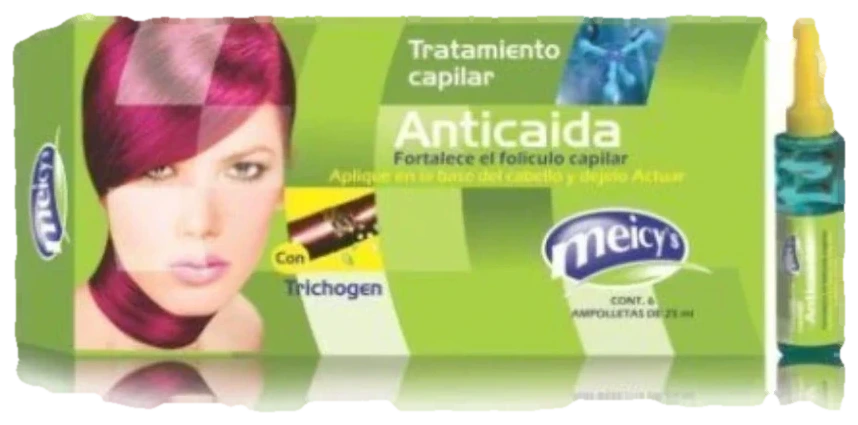 Tratamiento
capilar
Anticaida
Fortalece el foliculo capilar
Aplique en la base del cabello y dejelo Actuar
meicy's
meicy's
Con
Trichogen
CONT. 6
AMPOLLETAS DE 25 ml